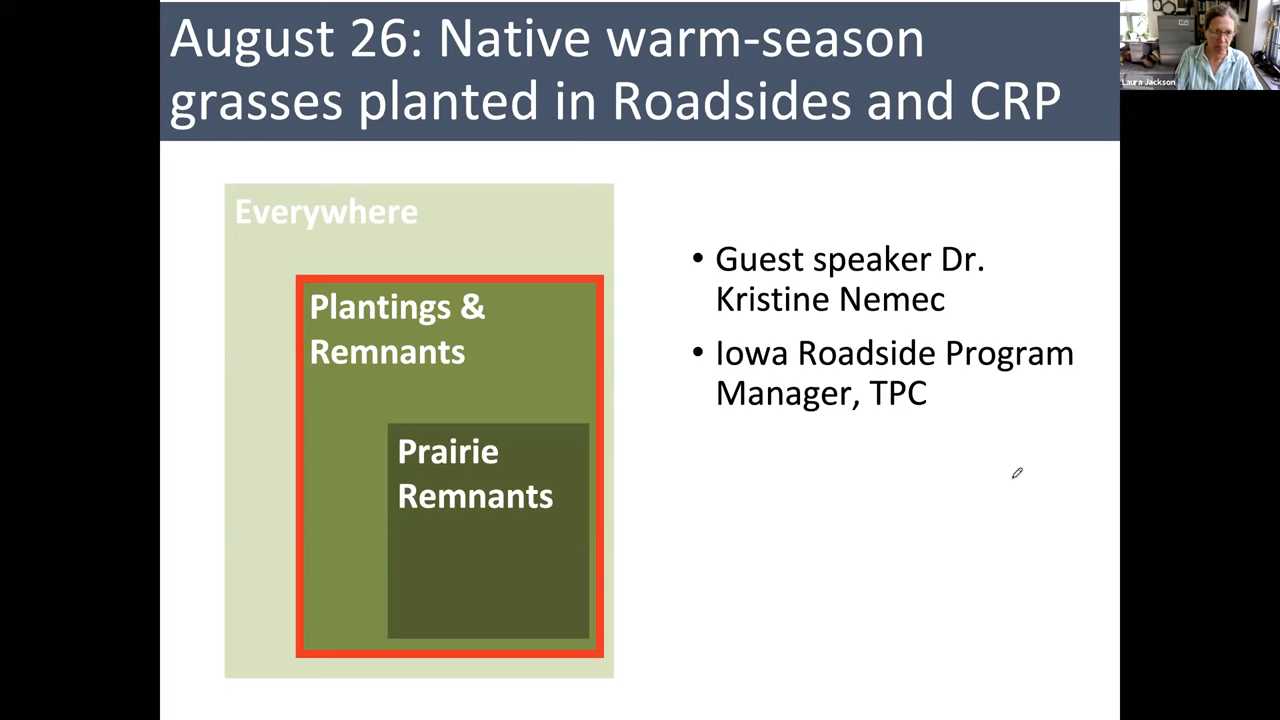 August 26: Native warm-season
grasses planted in Roadsides and CRP
Laura Jackson
Everywhere
Plantings &
Remnants
Prairie
Remnants
• Guest speaker Dr.
Kristine Nemec
• Iowa Roadside Program
Manager, TPC